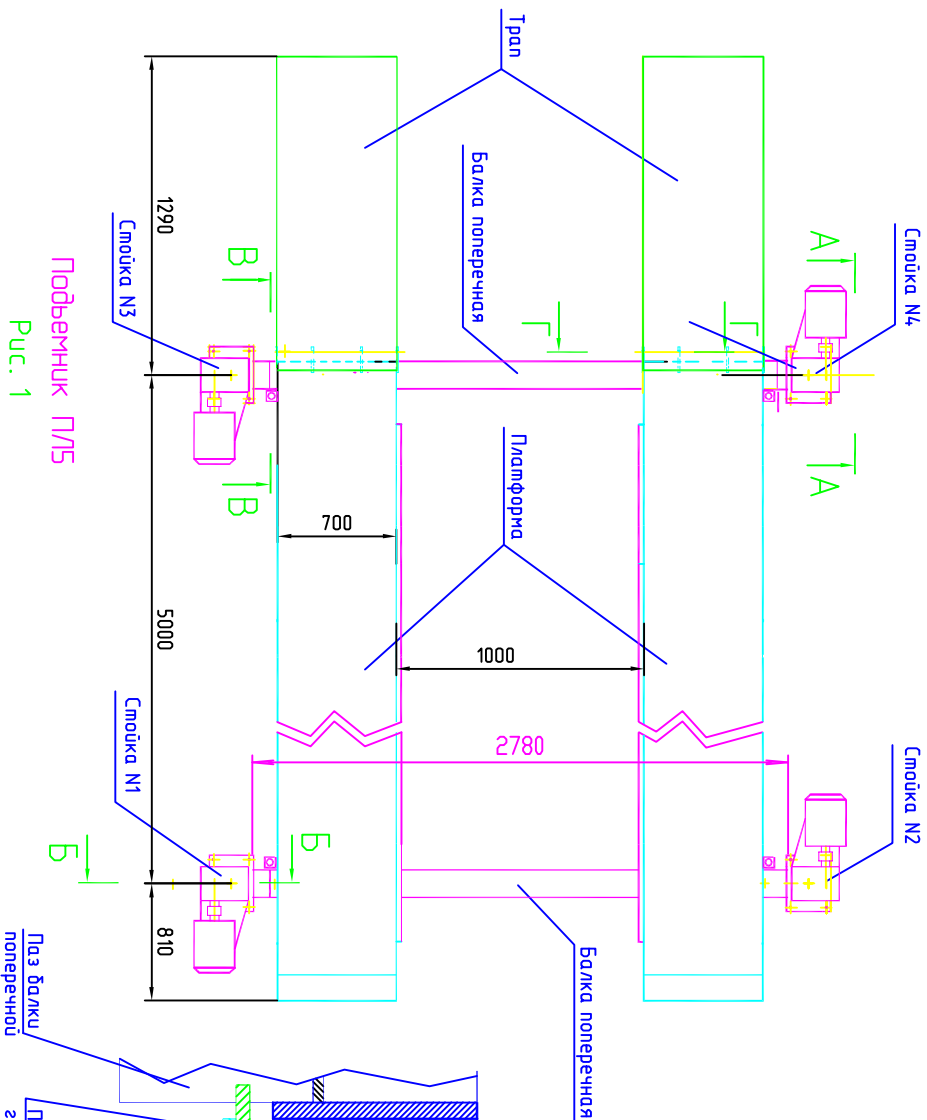 Трап
Балка поперечная
Стойка N4
А
А
Г
Г
В
В
1290
Стойка N3
Подьемник П/15
Рис. 1
Платформа
700
1000
5000
2780
Стойка N1
Стойка N2
Б
Б
810
Балка поперечная
Паз балки
поперечной